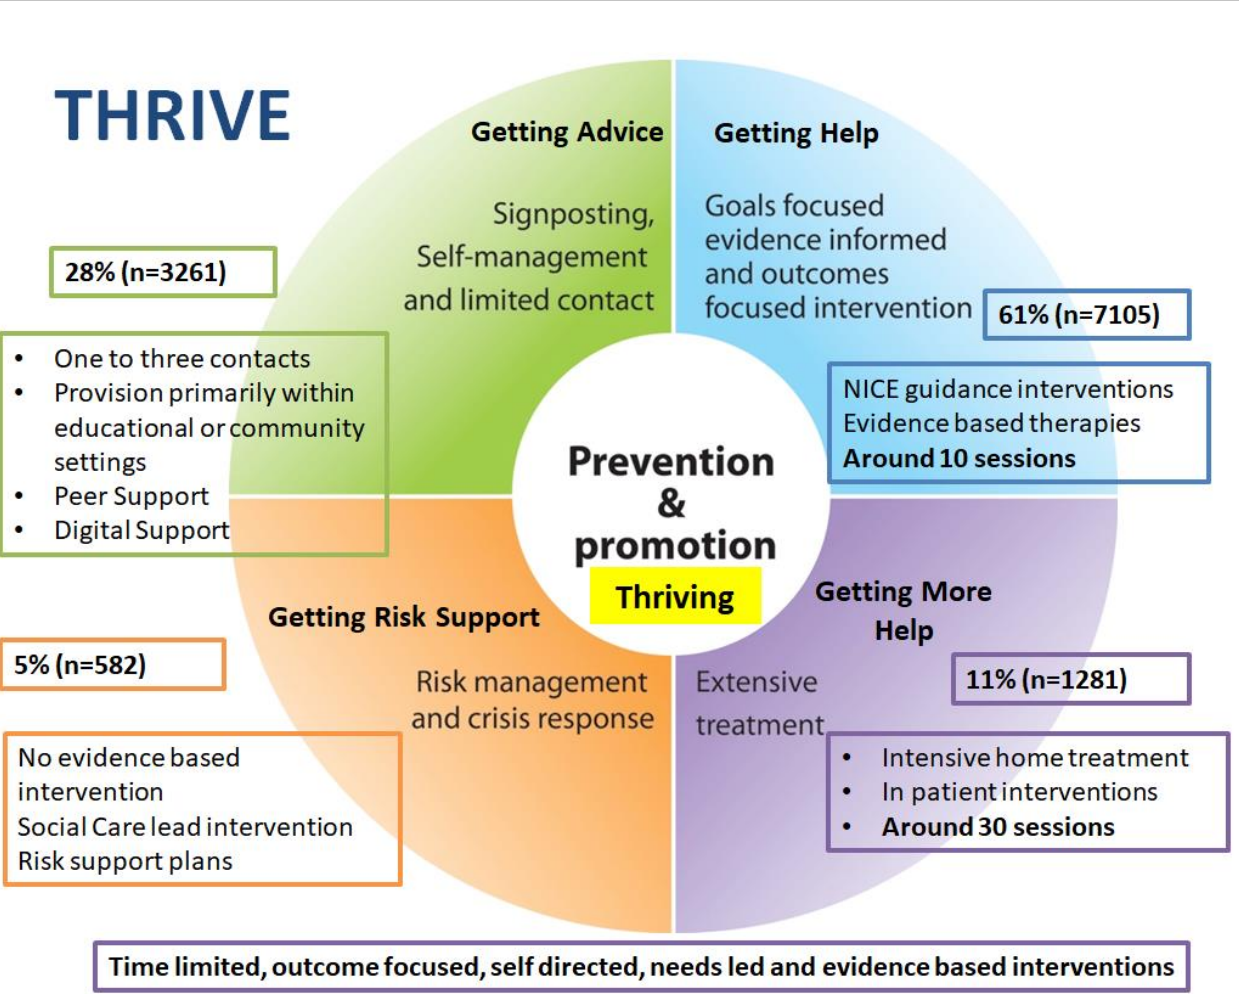 THRIVE
Getting Advice
Signposting,
Self-management
and limited contact
28% (n=3261)
• One to three contacts
• Provision primarily within
educational or community
settings
• Peer Support
• Digital Support
Getting Help
Goals focused
evidence informed
and outcomes
focused intervention
61% (n=7105)
NICE guidance interventions
Evidence based therapies
Around 10 sessions
Prevention
&
promotion
Thriving
Getting Risk Support
Risk management
and crisis response
5% (n=582)
No evidence based
intervention
Social Care lead intervention
Risk support plans
Getting More
Help
Extensive
treatment
11% (n=1281)
• Intensive home treatment
• In patient interventions
• Around 30 sessions
Time limited, outcome focused, self directed, needs led and evidence based interventions